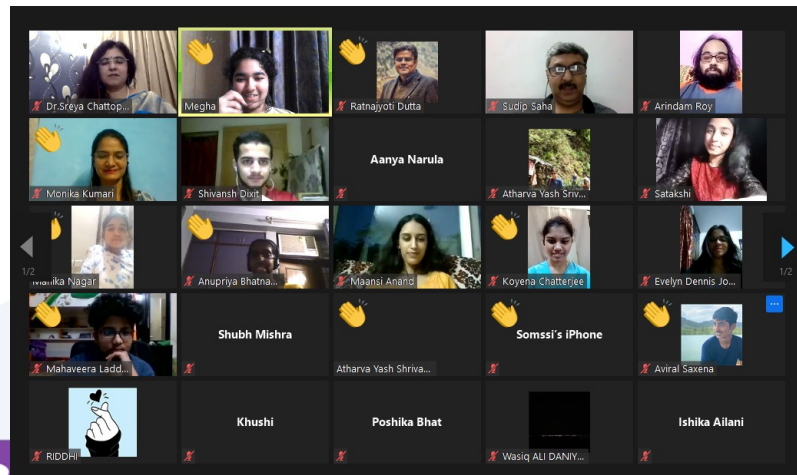 Dr.Sreya Chattop...
Megha
Ratnajyoti Dutta
Sudip Saha
Arindam Roy
Monika Kumari
Shivansh Dixit
Aanya Narula
Atharva Yash Sriv...
Satakshi
1/2
Nagar
Anupriya Bhatna...
Maansi Anand
Koyena Chatterjee
Evelyn Dennis Jo...
1/2
Mahaveera Ladd...
Shubh Mishra
Atharva Yash Shriva...
Somssi's iPhone
Aviral Saxena
RIDDHI
Khushi
Poshika Bhat
Wasiq ALI DANIY...
Ishika Ailani